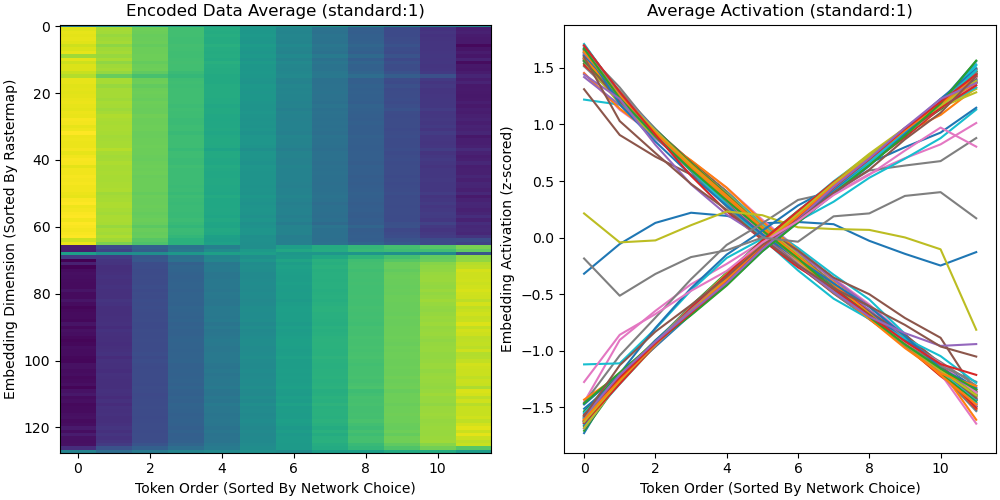 Encoded Data Average (standard:1)
Embedding Dimension (Sorted By Rastermap)
0
20
40
60
80
100
120
0 2 4 6 8 10
Token Order (Sorted By Network Choice)
Average Activation (standard:1)
Embedding Activation (z-scored)
1.5
1.0
0.5
0.0
−0.5
−1.0
−1.5
0 2 4 6 8 10
Token Order (Sorted By Network Choice)